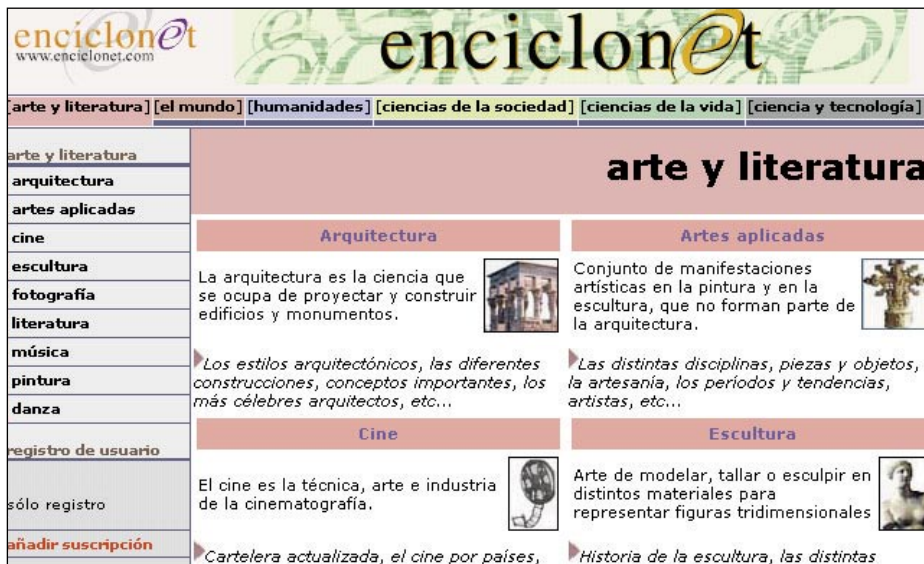 enciclonet
www.enciclonet.com
enciclonet
[arte y literatura] [el mundo] [humanidades] [ciencias de la sociedad] [ciencias de la vida] [ciencia y tecnología]
arte y literatura
arquitectura
artes aplicadas
cine
escultura
fotografía
literatura
música
pintura
danza
registro de usuario
sólo registro
añadir suscripción
arte y literatura
Arquitectura
La arquitectura es la ciencia que
se ocupa de proyectar y construir
edificios y monumentos.
Los estilos arquitectónicos, las diferentes
construcciones, conceptos importantes, los
más célebres arquitectos, etc...
Artes aplicadas
Conjunto de manifestaciones
artísticas en la pintura y en la
escultura, que no forman parte de
la arquitectura.
Las distintas disciplinas, piezas y objetos,
la artesanía, los períodos y tendencias,
artistas, etc...
Cine
El cine es la técnica, arte e industria
de la cinematografía.
Cartelera actualizada, el cine por países,
Escultura
Arte de modelar, tallar o esculpir en
distintos materiales para
representar figuras tridimensionales
Historia de la escultura, las distintas